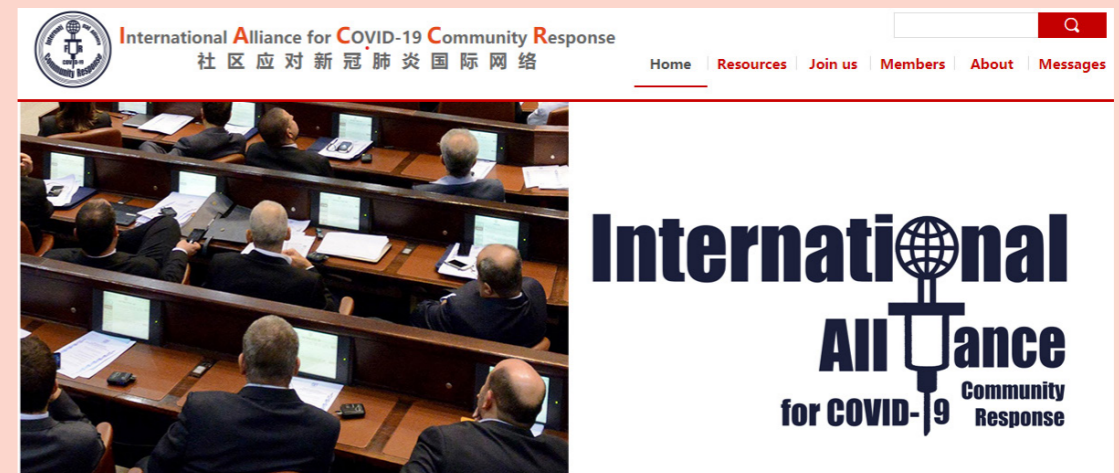 International Alliance for COVID-19 Community Response
社区应对新冠肺炎国际网络
Home Resources Join us Members About Messages
International
Alliance
for COVID-19 Community
Response